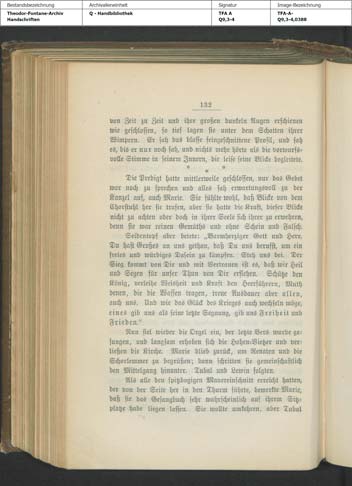 Bestandsbezeichnung
Theodor-Fontane-Archiv
Handschriften
Archivalieneinheit
Q - Handbibliothek
Signatur
TFA A
Q9,3-4
Image-Bezeichnung
TFA-A-
Q9,3-4,0388
132
von Zeit zu Zeit und ihre großen dunkeln Augen erschienen
wie geschlossen, so tief lagen sie unter dem Schatten ihrer
Wimpern. Er sah das blasse feingeschnittene Profil, und sah
es, bis er nur noch sah, und nichts mehr hörte als die vorwurfs-
volle Stimme in seinem Innern, die leise seine Blicke begleitete.
* * *
Die Predigt hatte mittlerweile geschlossen, nur das Gebet
war noch zu sprechen und alles sah erwartungsvoll zu der
Kanzel auf, auch Marie. Sie fühlte wohl, daß Blicke von dem
Chorstuhl her sie trafen, aber sie hatte die Kraft, dieser Blicke
nicht zu achten oder doch in ihrer Seele sich ihrer zu erwehren,
denn sie war reinen Gemüths und ohne Schein und Falsch.
Seidentopf aber betete: „Barmherziger Gott und Herr.
Du hast Großes an uns gethan, daß Du uns berufst, um ein
freies und würdiges Dasein zu kämpfen. Stehe uns bei. Der
Sieg kommt von Dir und mit Vertrauen ist es, daß wir Heil
und Segen für unser Thun von Dir erflehen. Schütze den
König, verleihe Weisheit und Kraft den Heerführern, Muth
denen, die die Waffen tragen, treue Ausdauer aber allen,
auch uns. Und wie das Glück des Krieges auch wechseln möge,
eines gib uns als seine letzte Segnung, gib uns Freiheit und
Frieden.“
Nun fiel wieder die Orgel ein, der letzte Vers wurde ge-
sungen, und langsam erhoben sich die Hohen-Vietzer und ver-
ließen die Kirche. Marie blieb zurück, um Renaten und die
Schorlemmer zu begrüßen; dann schritten sie gemeinschaftlich
den Mittelgang hinunter. Tubal und Lewin folgten.
Als alle den spitzbogigen Mauereinschnitt erreicht hatten,
der von der Seite her in den Thurm führte, bemerkte Marie,
daß sie das Gesangbuch sehr wahrscheinlich auf ihrem Sitz-
platze habe liegen lassen. Sie wollte umkehren, aber Tubal